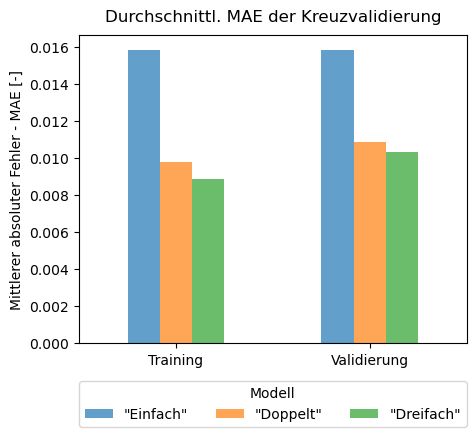 Durchschnittl. MAE der Kreuzvalidierung
Mittlerer absoluter Fehler - MAE [-]
0.016
0.014
0.012
0.010
0.008
0.006
0.004
0.002
0.000
Training Validierung
Modell
"Einfach" "Doppelt" "Dreifach"